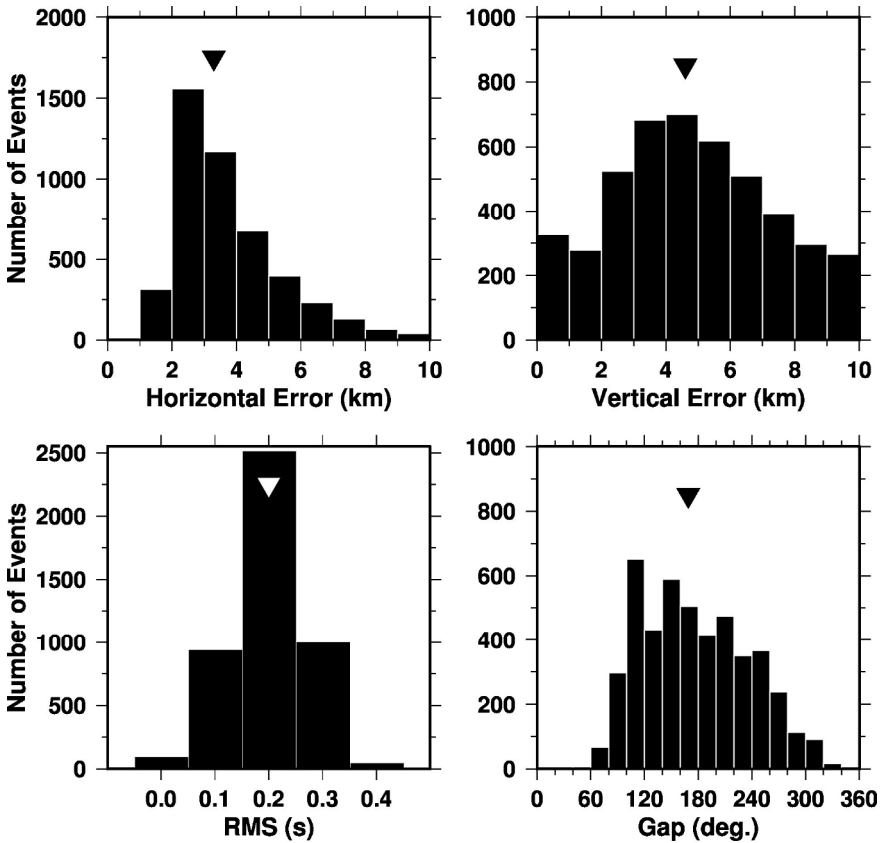 2000
1500
1000
500
0
Number of Events
0 2 4 6 8 10
Horizontal Error (km)
1000
800
600
400
200
0
0 2 4 6 8 10
Vertical Error (km)
2500
2000
1500
1000
500
0
Number of Events
0.0 0.1 0.2 0.3 0.4
RMS (s)
1000
800
600
400
200
0
0 60 120 180 240 300 360
Gap (deg.)